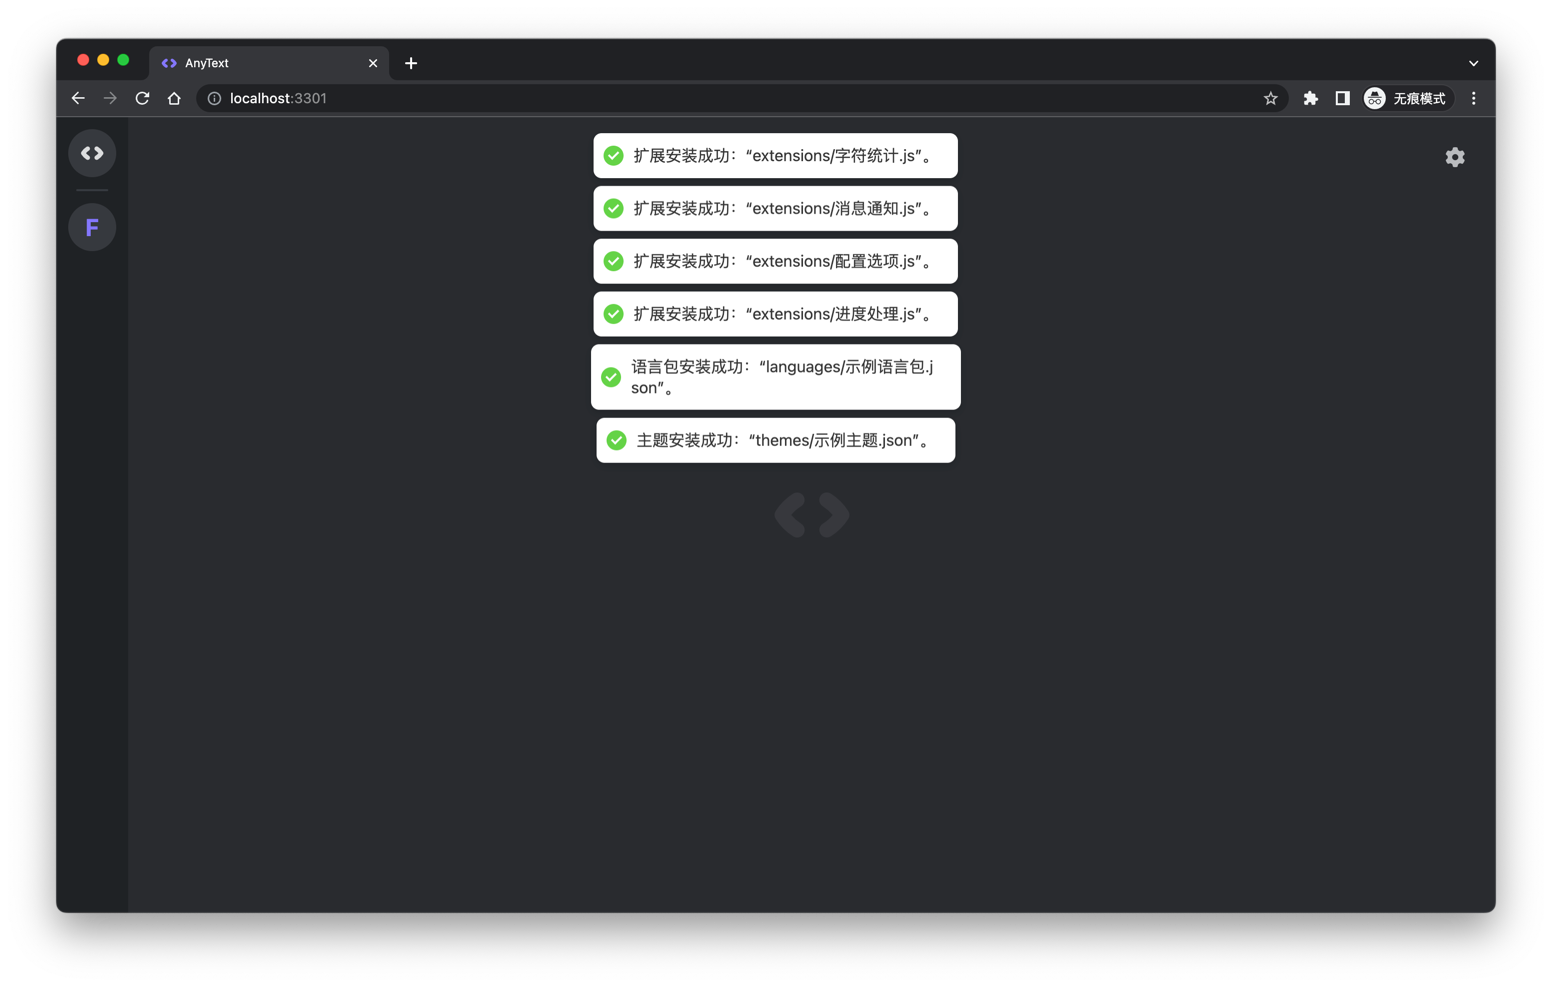 AnyText
localhost:3301
无痕模式
F
扩展安装成功：“extensions/字符统计.js”。
扩展安装成功：“extensions/消息通知.js”。
扩展安装成功：“extensions/配置选项.js”。
扩展安装成功：“extensions/进度处理.js”。
语言包安装成功：“languages/示例语言包.j
son”。
主题安装成功：“themes/示例主题.json”。